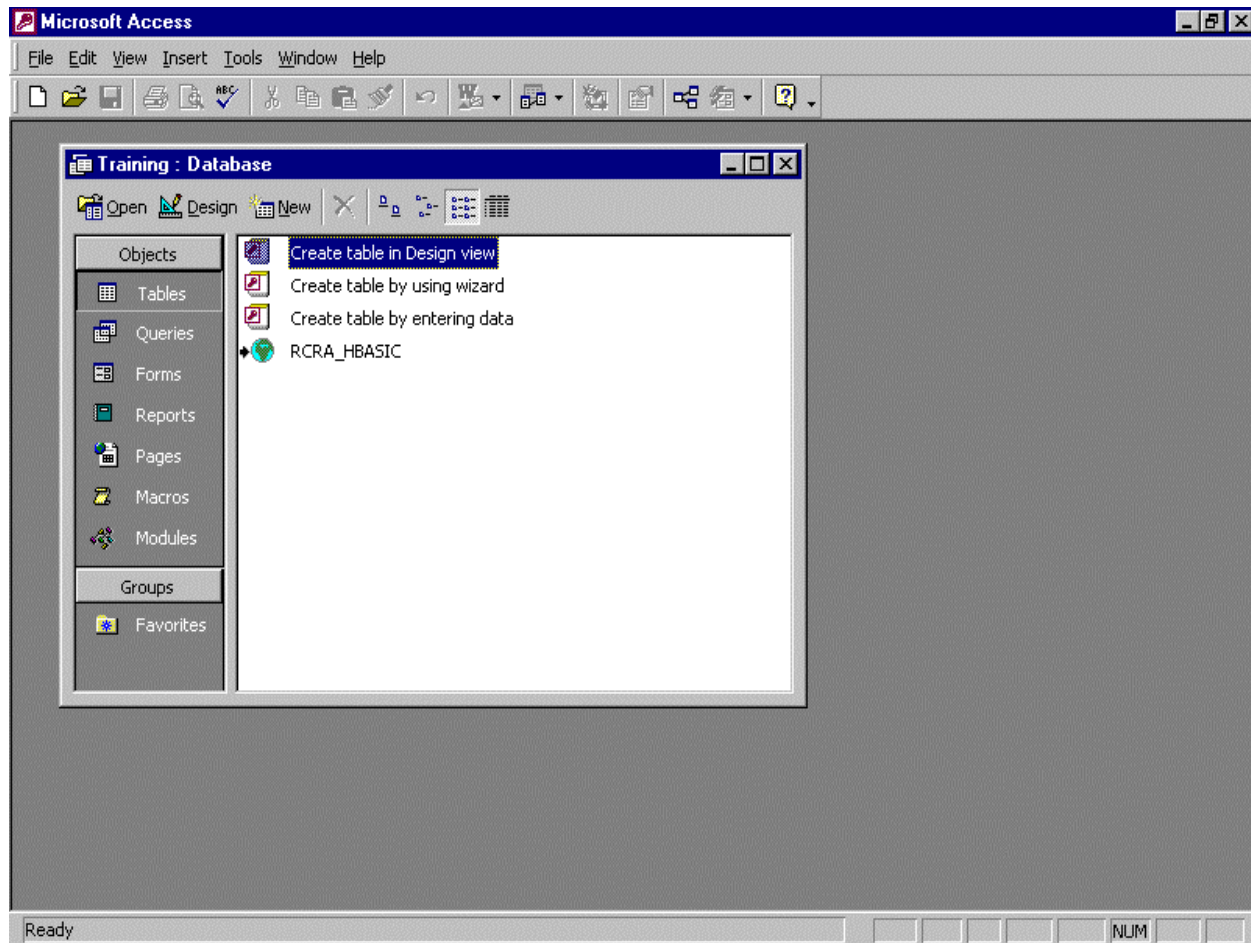 Microsoft Access
File Edit View Insert Tools Window Help
ABC
W
Training : Database
Open Design New
Objects
Create table in Design view
Tables
Create table by using wizard
Create table by entering data
Queries
RCRA_HBASIC
Forms
Reports
Pages
Macros
Modules
Groups
Favorites
Ready NUM